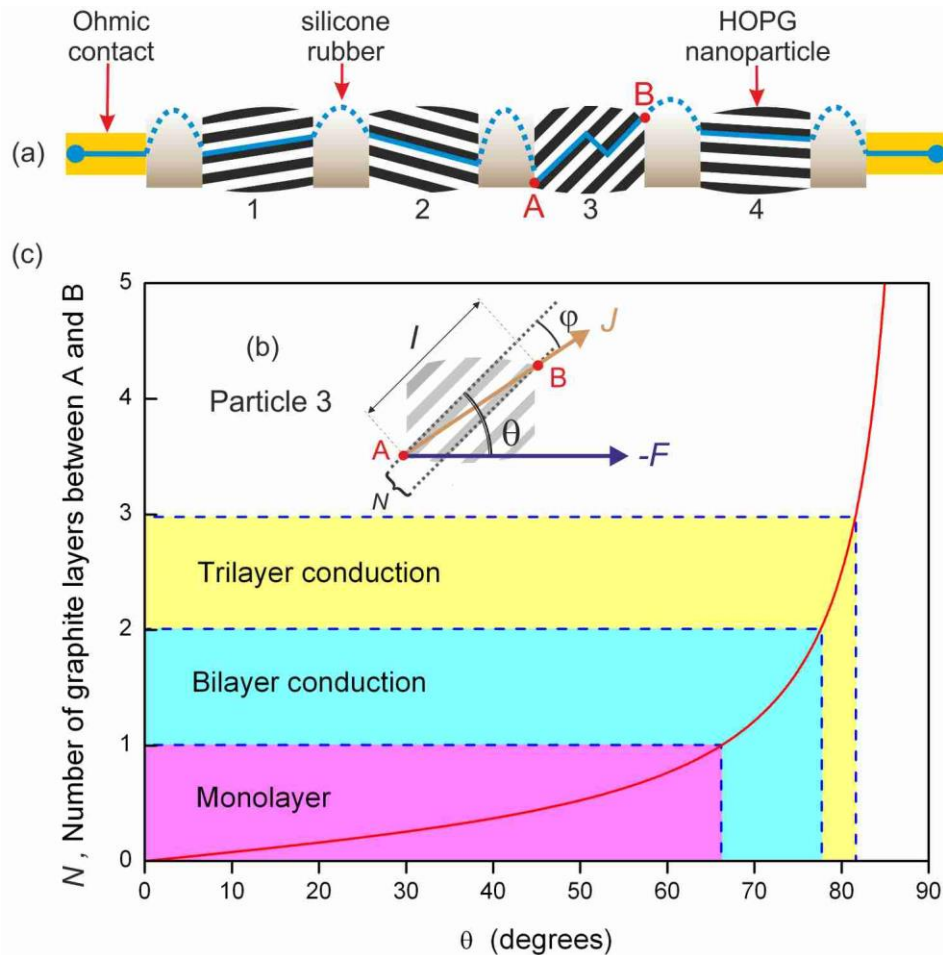 Ohmic contact
silicone rubber
HOPG nanoparticle
(a)
A
B
1
2
3
4
(c)
(b)
Particle 3
l
φ
J
B
A
θ
-F
N
N , Number of graphite layers between A and B
5
4
3
2
1
0
Trilayer conduction
Bilayer conduction
Monolayer
0 10 20 30 40 50 60 70 80 90
θ (degrees)